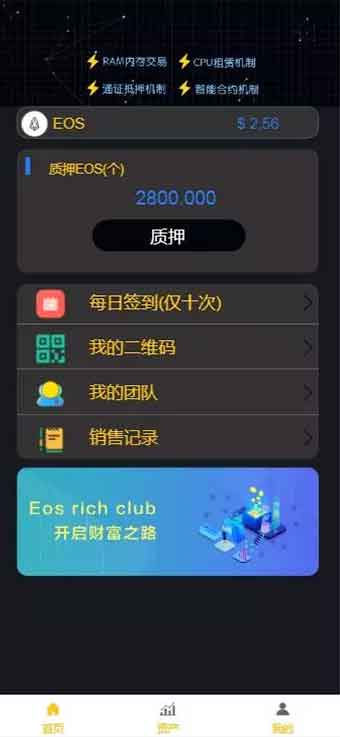 RAM内存交易 CPU租赁机制
通证抵押机制 智能合约机制
EOS $ 2.56
质押EOS(个)
2800.000
质押
每日签到(仅十次)
我的二维码
我的团队
销售记录
Eos rich club
开启财富之路
首页 资产 我的